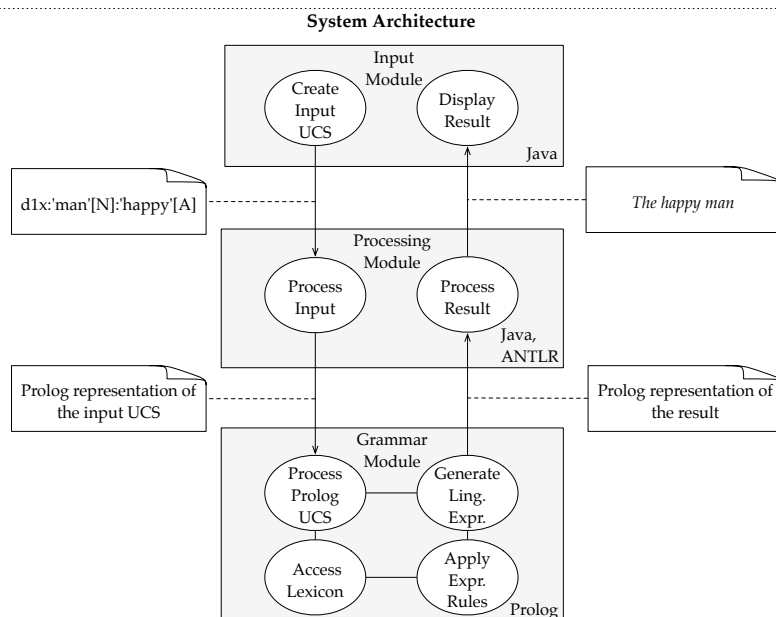 System Architecture
Input
Module
Create
Input
UCS
Display
Result
Java
d1x:'man'[N]:'happy'[A]
The happy man
Processing
Module
Process
Input
Process
Result
Java,
ANTLR
Prolog representation of
the input UCS
Prolog representation of
the result
Grammar
Module
Process
Prolog
UCS
Generate
Ling.
Expr.
Access
Lexicon
Apply
Expr.
Rules
Prolog